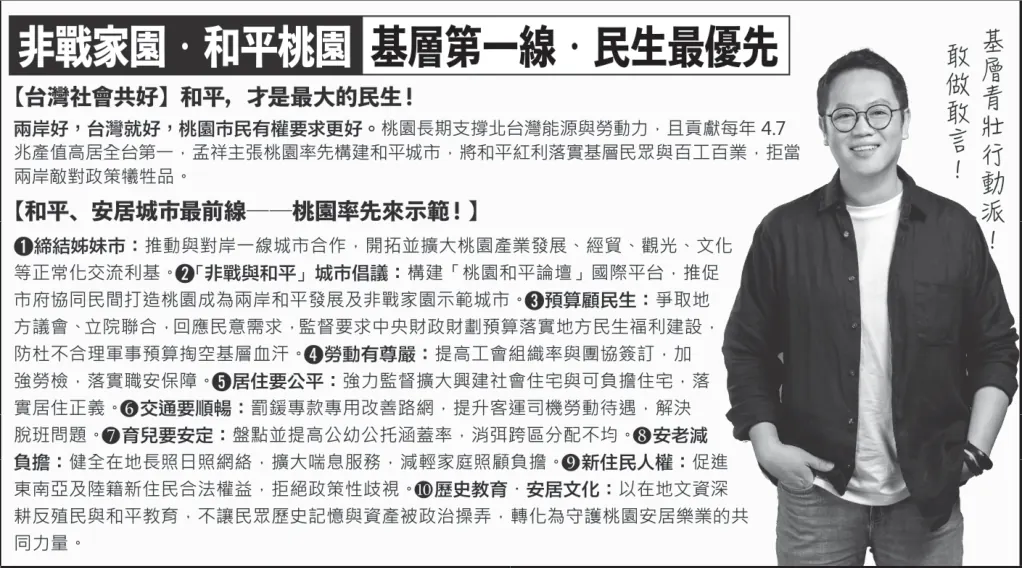 非戰家園．和平桃園 基層第一線．民生最優先
【台灣社會共好】和平，才是最大的民生！
兩岸好，台灣就好，桃園市民有權要求更好。桃園長期支撐北台灣能源與勞動力，且貢獻每年 4.7
兆產值高居全台第一，孟祥主張桃園率先構建和平城市，將和平紅利落實基層民眾與百工百業，拒當
兩岸敵對政策犧牲品。
【和平、安居城市最前線——桃園率先來示範！】
❶締結姊妹市：推動與對岸一線城市合作，開拓並擴大桃園產業發展、經貿、觀光、文化
等正常化交流利基。❷「非戰與和平」城市倡議：構建「桃園和平論壇」國際平台，推促
市府協同民間打造桃園成為兩岸和平發展及非戰家園示範城市。❸預算顧民生：爭取地
方議會、立院聯合，回應民意需求，監督要求中央財政財劃預算落實地方民生福利建設，
防杜不合理軍事預算掏空基層血汗。❹勞動有尊嚴：提高工會組織率與團協簽訂，加
強勞檢，落實職安保障。❺居住要公平：強力監督擴大興建社會住宅與可負擔住宅，落
實居住正義。❻交通要順暢：罰鍰專款專用改善路網，提升客運司機勞動待遇，解決
脫班問題。❼育兒要安定：盤點並提高公幼公托涵蓋率，消弭跨區分配不均。❽安老減
負擔：健全在地長照日照網絡，擴大喘息服務，減輕家庭照顧負擔。❾新住民人權：促進
東南亞及陸籍新住民合法權益，拒絕政策性歧視。❿歷史教育．安居文化：以在地文資深
耕反殖民與和平教育，不讓民眾歷史記憶與資產被政治操弄，轉化為守護桃園安居樂業的共
同力量。
基層青壯行動派！
敢做敢言！